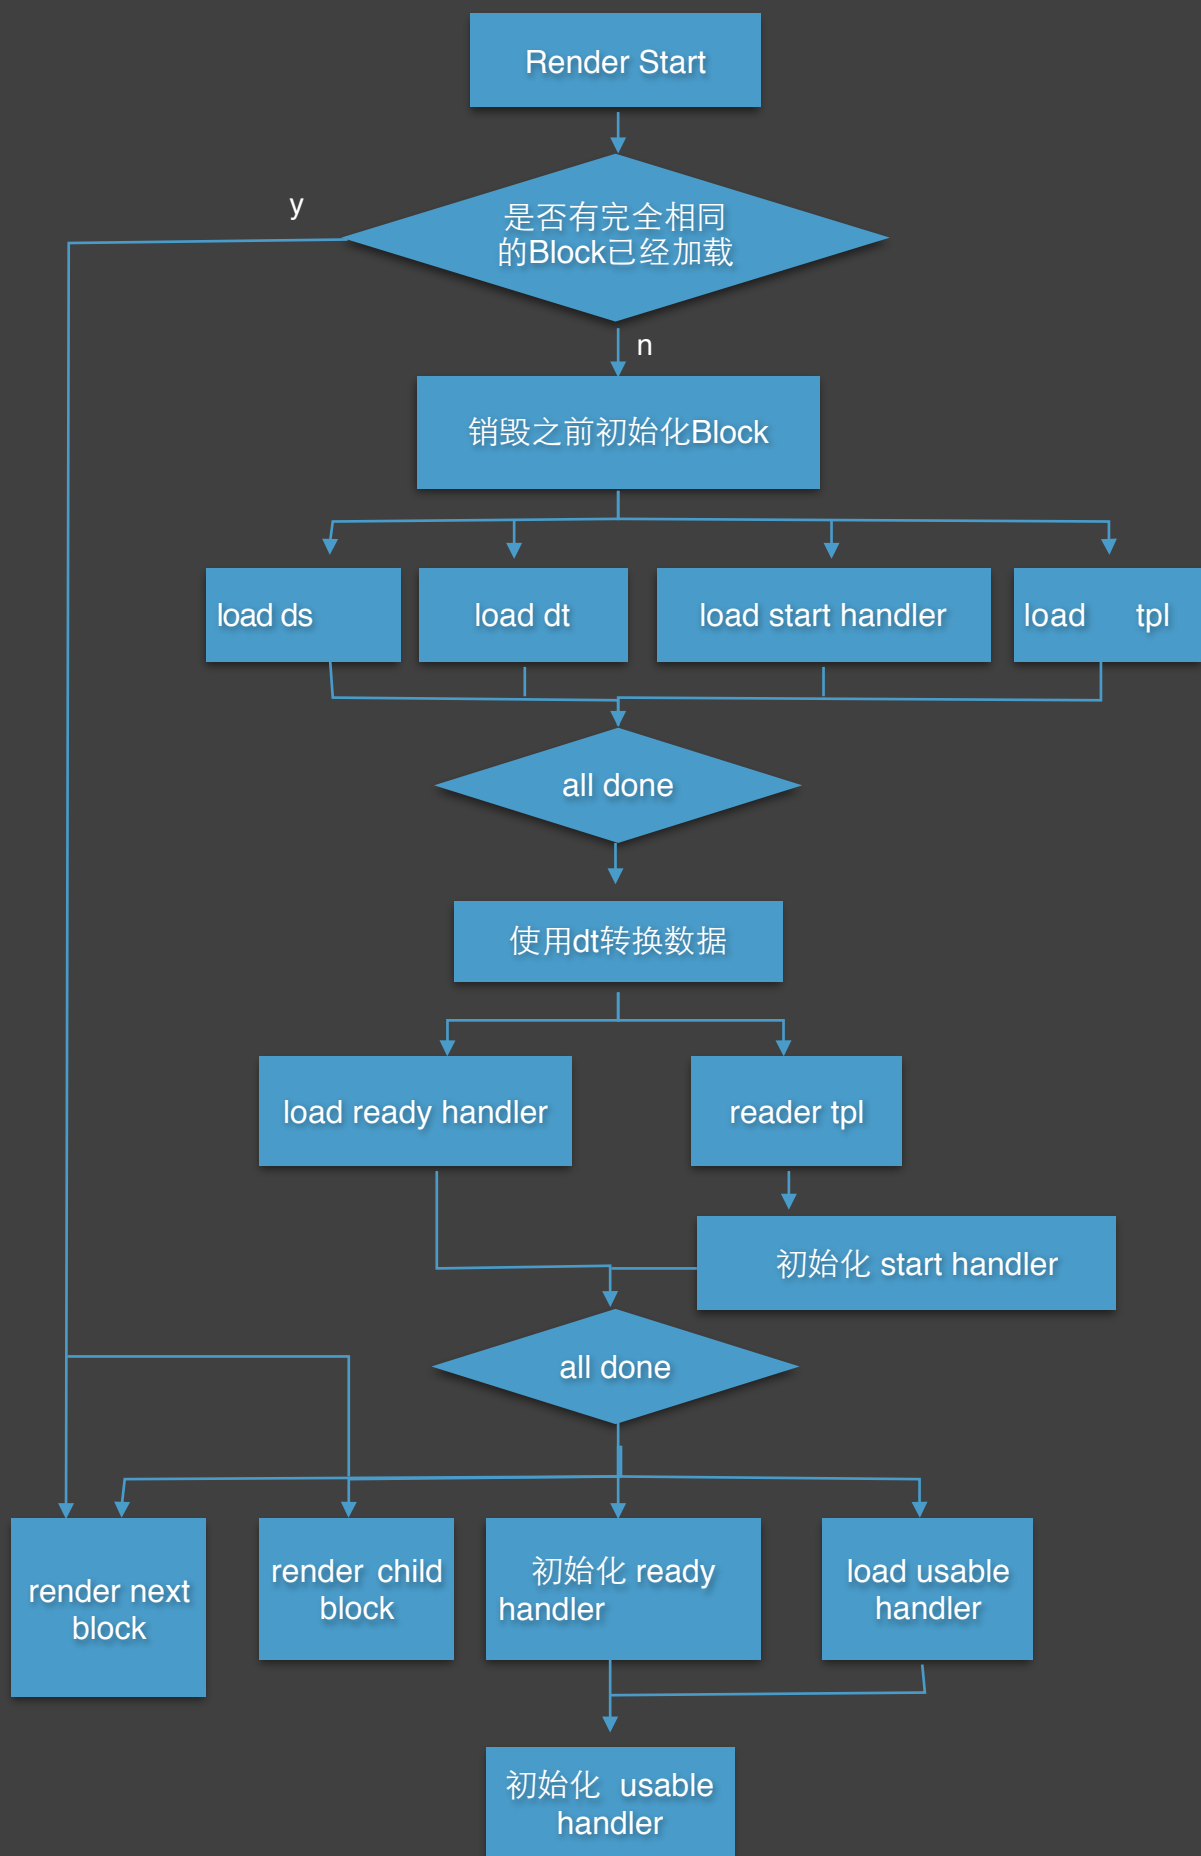 Render Start
y
是否有完全相同
的Block已经加载
n
销毁之前初始化Block
load ds
load dt
load start handler
load tpl
all done
使用dt转换数据
load ready handler
reader tpl
初始化 start handler
all done
render next
block
render child
block
初始化 ready
handler
load usable
handler
初始化 usable
handler